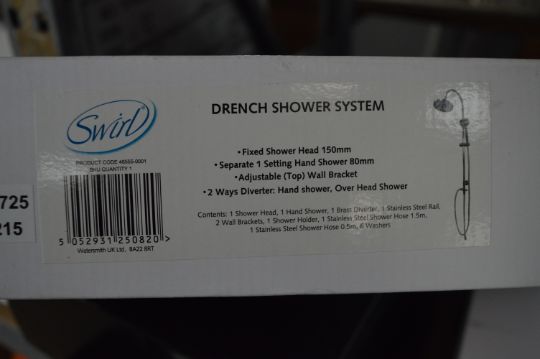 Swirl
DRENCH SHOWER SYSTEM
•Fixed Shower Head 150mm
•Separate 1 Setting Hand Shower 80mm
•Adjustable (Top) Wall Bracket
•2 Ways Diverter: Hand shower, Over Head Shower
Contents: 1 Shower Head, 1 Hand Shower, 1 Brass Diverter, 1 Stainless Steel Rail,
2 Wall Brackets, 1 Shower Holder, 1 Stainless Steel Shower Hose 1.5m,
1 Stainless Steel Shower Hose 0.5m, 6 Washers
PRODUCT CODE 46555-0001
SKU QUANTITY 1
5 052931 250820 >
Watersmith UK Ltd, BA22 8RT
725
215